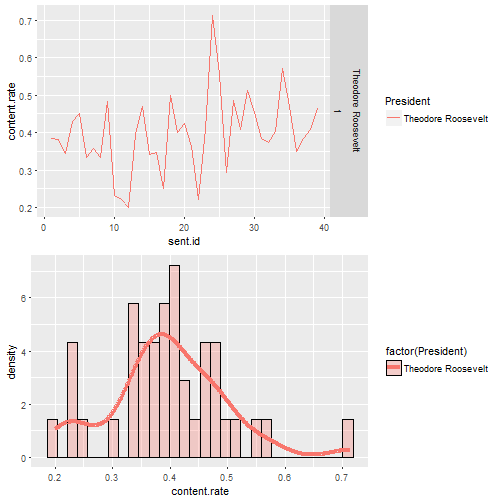 0.7
0.6
0.5
0.4
0.3
0.2
content.rate
0 10 20 30 40
sent.id
Theodore Roosevelt
1
President
Theodore Roosevelt
6
4
2
0
density
0.2 0.3 0.4 0.5 0.6 0.7
content.rate
factor(President)
Theodore Roosevelt